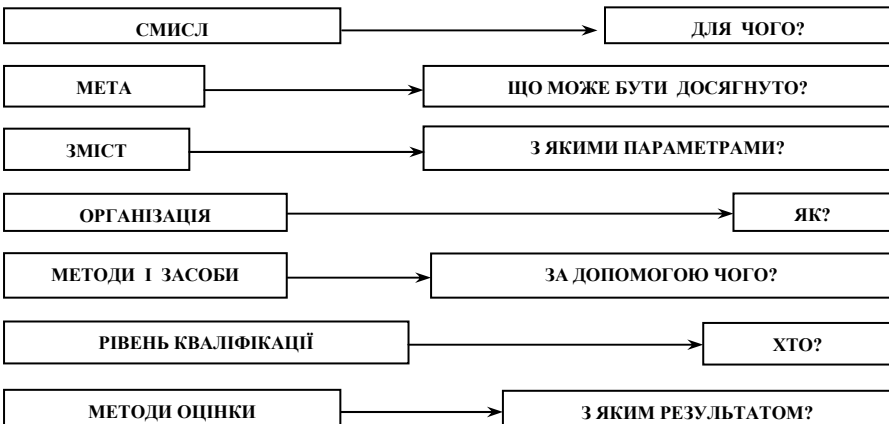 СМИСЛ ДЛЯ ЧОГО?
МЕТА ЩО МОЖЕ БУТИ ДОСЯГНУТО?
ЗМІСТ З ЯКИМИ ПАРАМЕТРАМИ?
ОРГАНІЗАЦІЯ ЯК?
МЕТОДИ І ЗАСОБИ ЗА ДОПОМОГОЮ ЧОГО?
РІВЕНЬ КВАЛІФІКАЦІЇ ХТО?
МЕТОДИ ОЦІНКИ З ЯКИМ РЕЗУЛЬТАТОМ?